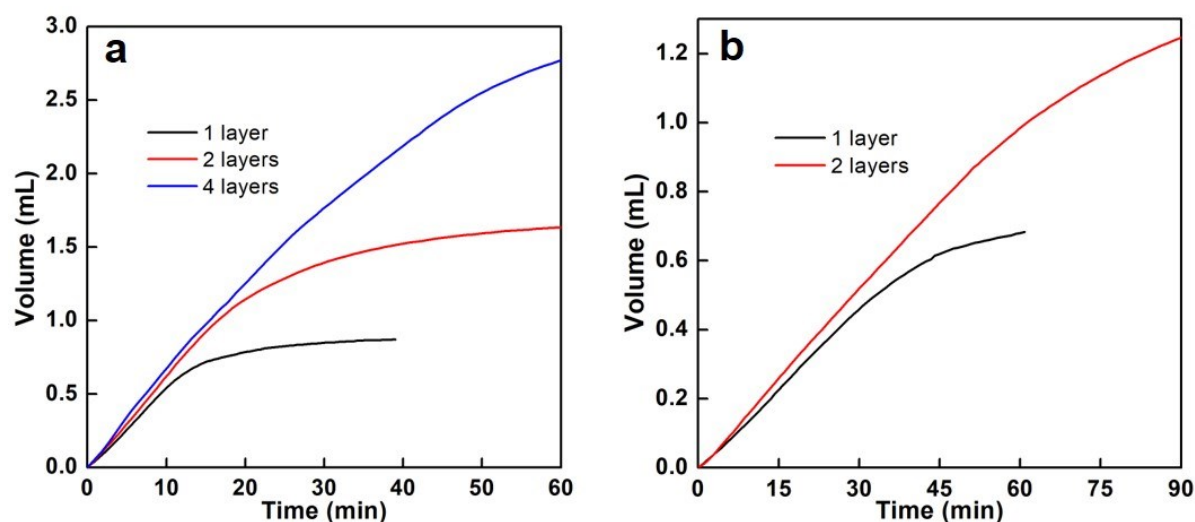 a
Volume (mL)
3.0
2.5
2.0
1.5
1.0
0.5
0.0
1 layer
2 layers
4 layers
0 10 20 30 40 50 60
Time (min)
b
Volume (mL)
1.2
1.0
0.8
0.6
0.4
0.2
0.0
1 layer
2 layers
0 15 30 45 60 75 90
Time (min)